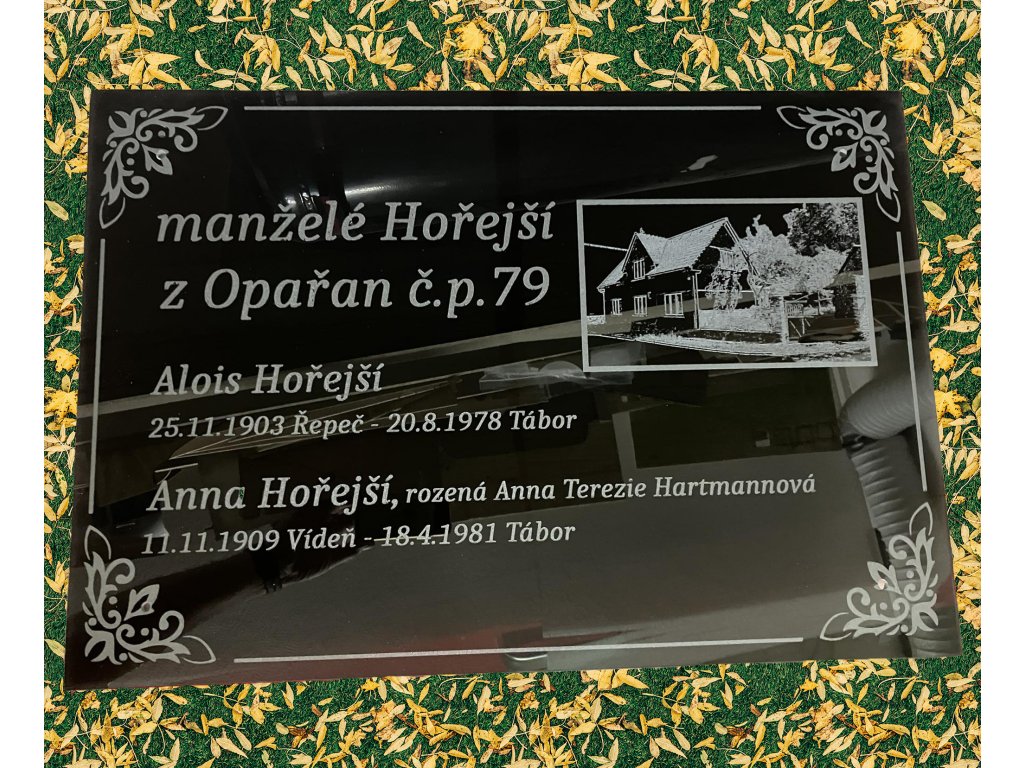 manželé Hořejší
z Opařan č.p.79
Alois Hořejší
25.11.1903 Řepeč - 20.8.1978 Tábor
Anna Hořejší, rozená Anna Terezie Hartmannová
11.11.1909 Vídeň - 18.4.1981 Tábor